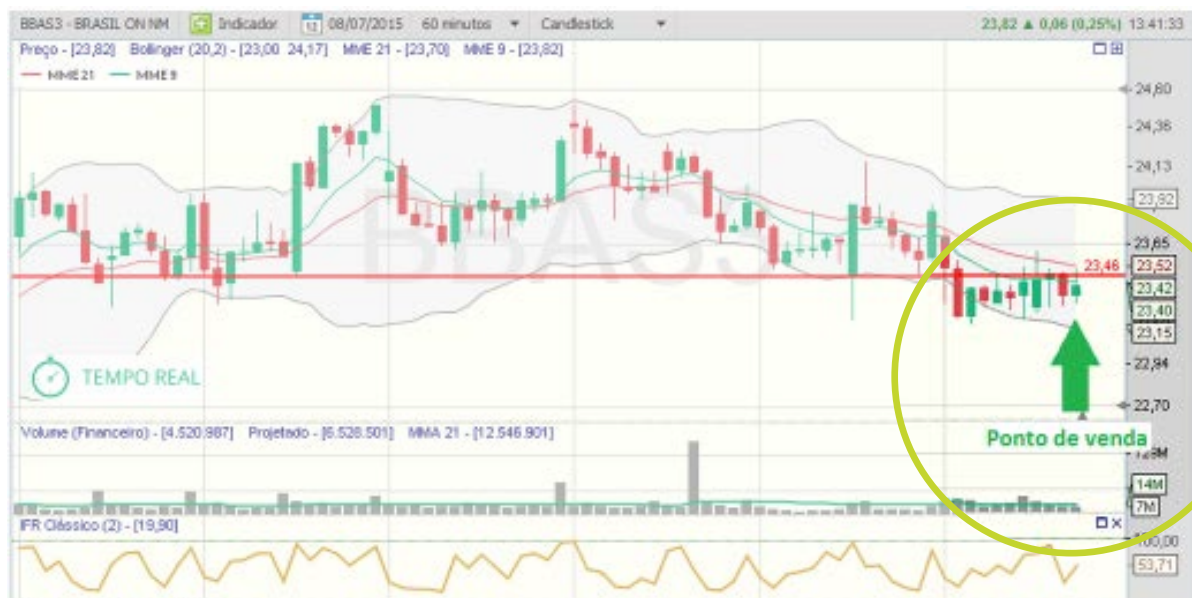 BBAS3 - BRASIL ON NM Indicador 12 08/07/2015 60 minutos Candlestick 23,82 ▲ 0,06 (0,25%) 13:41:33
Preço - [23,82] Bollinger (20,2) - [23,00 24,17] MME 21 - [23,70] MME 9 - [23,82]
MME 21 MME 9
24,60
24,36
24,13
23,92
BBAS3
23,65
23,46 23,52
23,42
23,40
23,15
TEMPO REAL
22,94
22,70
Volume (Financeiro) - [4.520.987] Projetado - [6.528.501] MMA 21 - [12.546.901]
Ponto de venda
14M
7M
IFR Clássico (2) - [19,90]
100,00
53,71